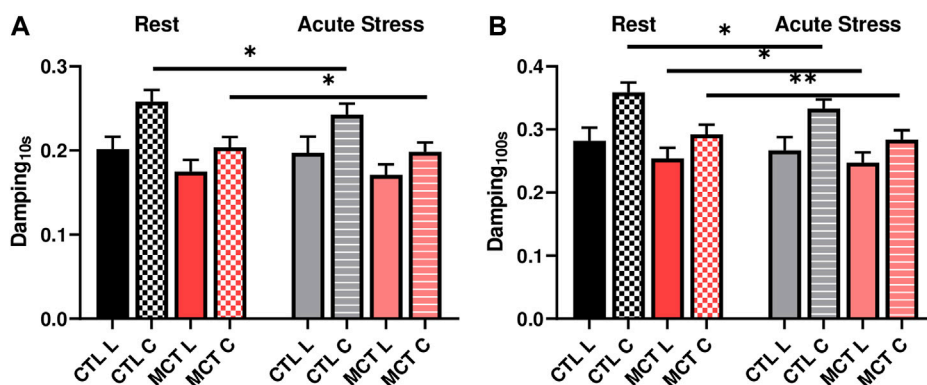 A
Rest
Acute Stress
*
*
Damping10s
0.3
0.2
0.1
0.0
CTL L
CTL C
MCT L
MCT C
CTL L
CTL C
MCT L
MCT C
B
Rest
Acute Stress
*
*
**
Damping100s
0.4
0.3
0.2
0.1
0.0
CTL L
CTL C
MCT L
MCT C
CTL L
CTL C
MCT L
MCT C